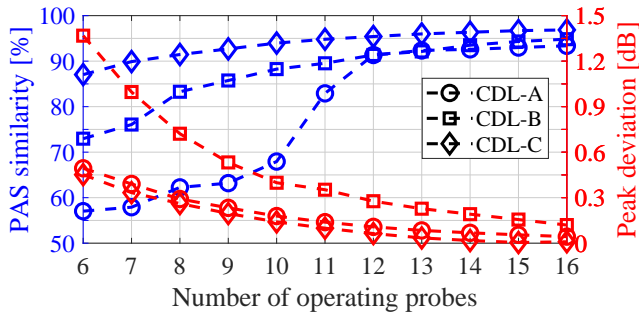 PAS similarity [%]
100
90
80
70
60
50
1.5
1.2
0.9
0.6
0.3
0
Peak deviation [dB]
CDL-A
CDL-B
CDL-C
6 7 8 9 10 11 12 13 14 15 16
Number of operating probes